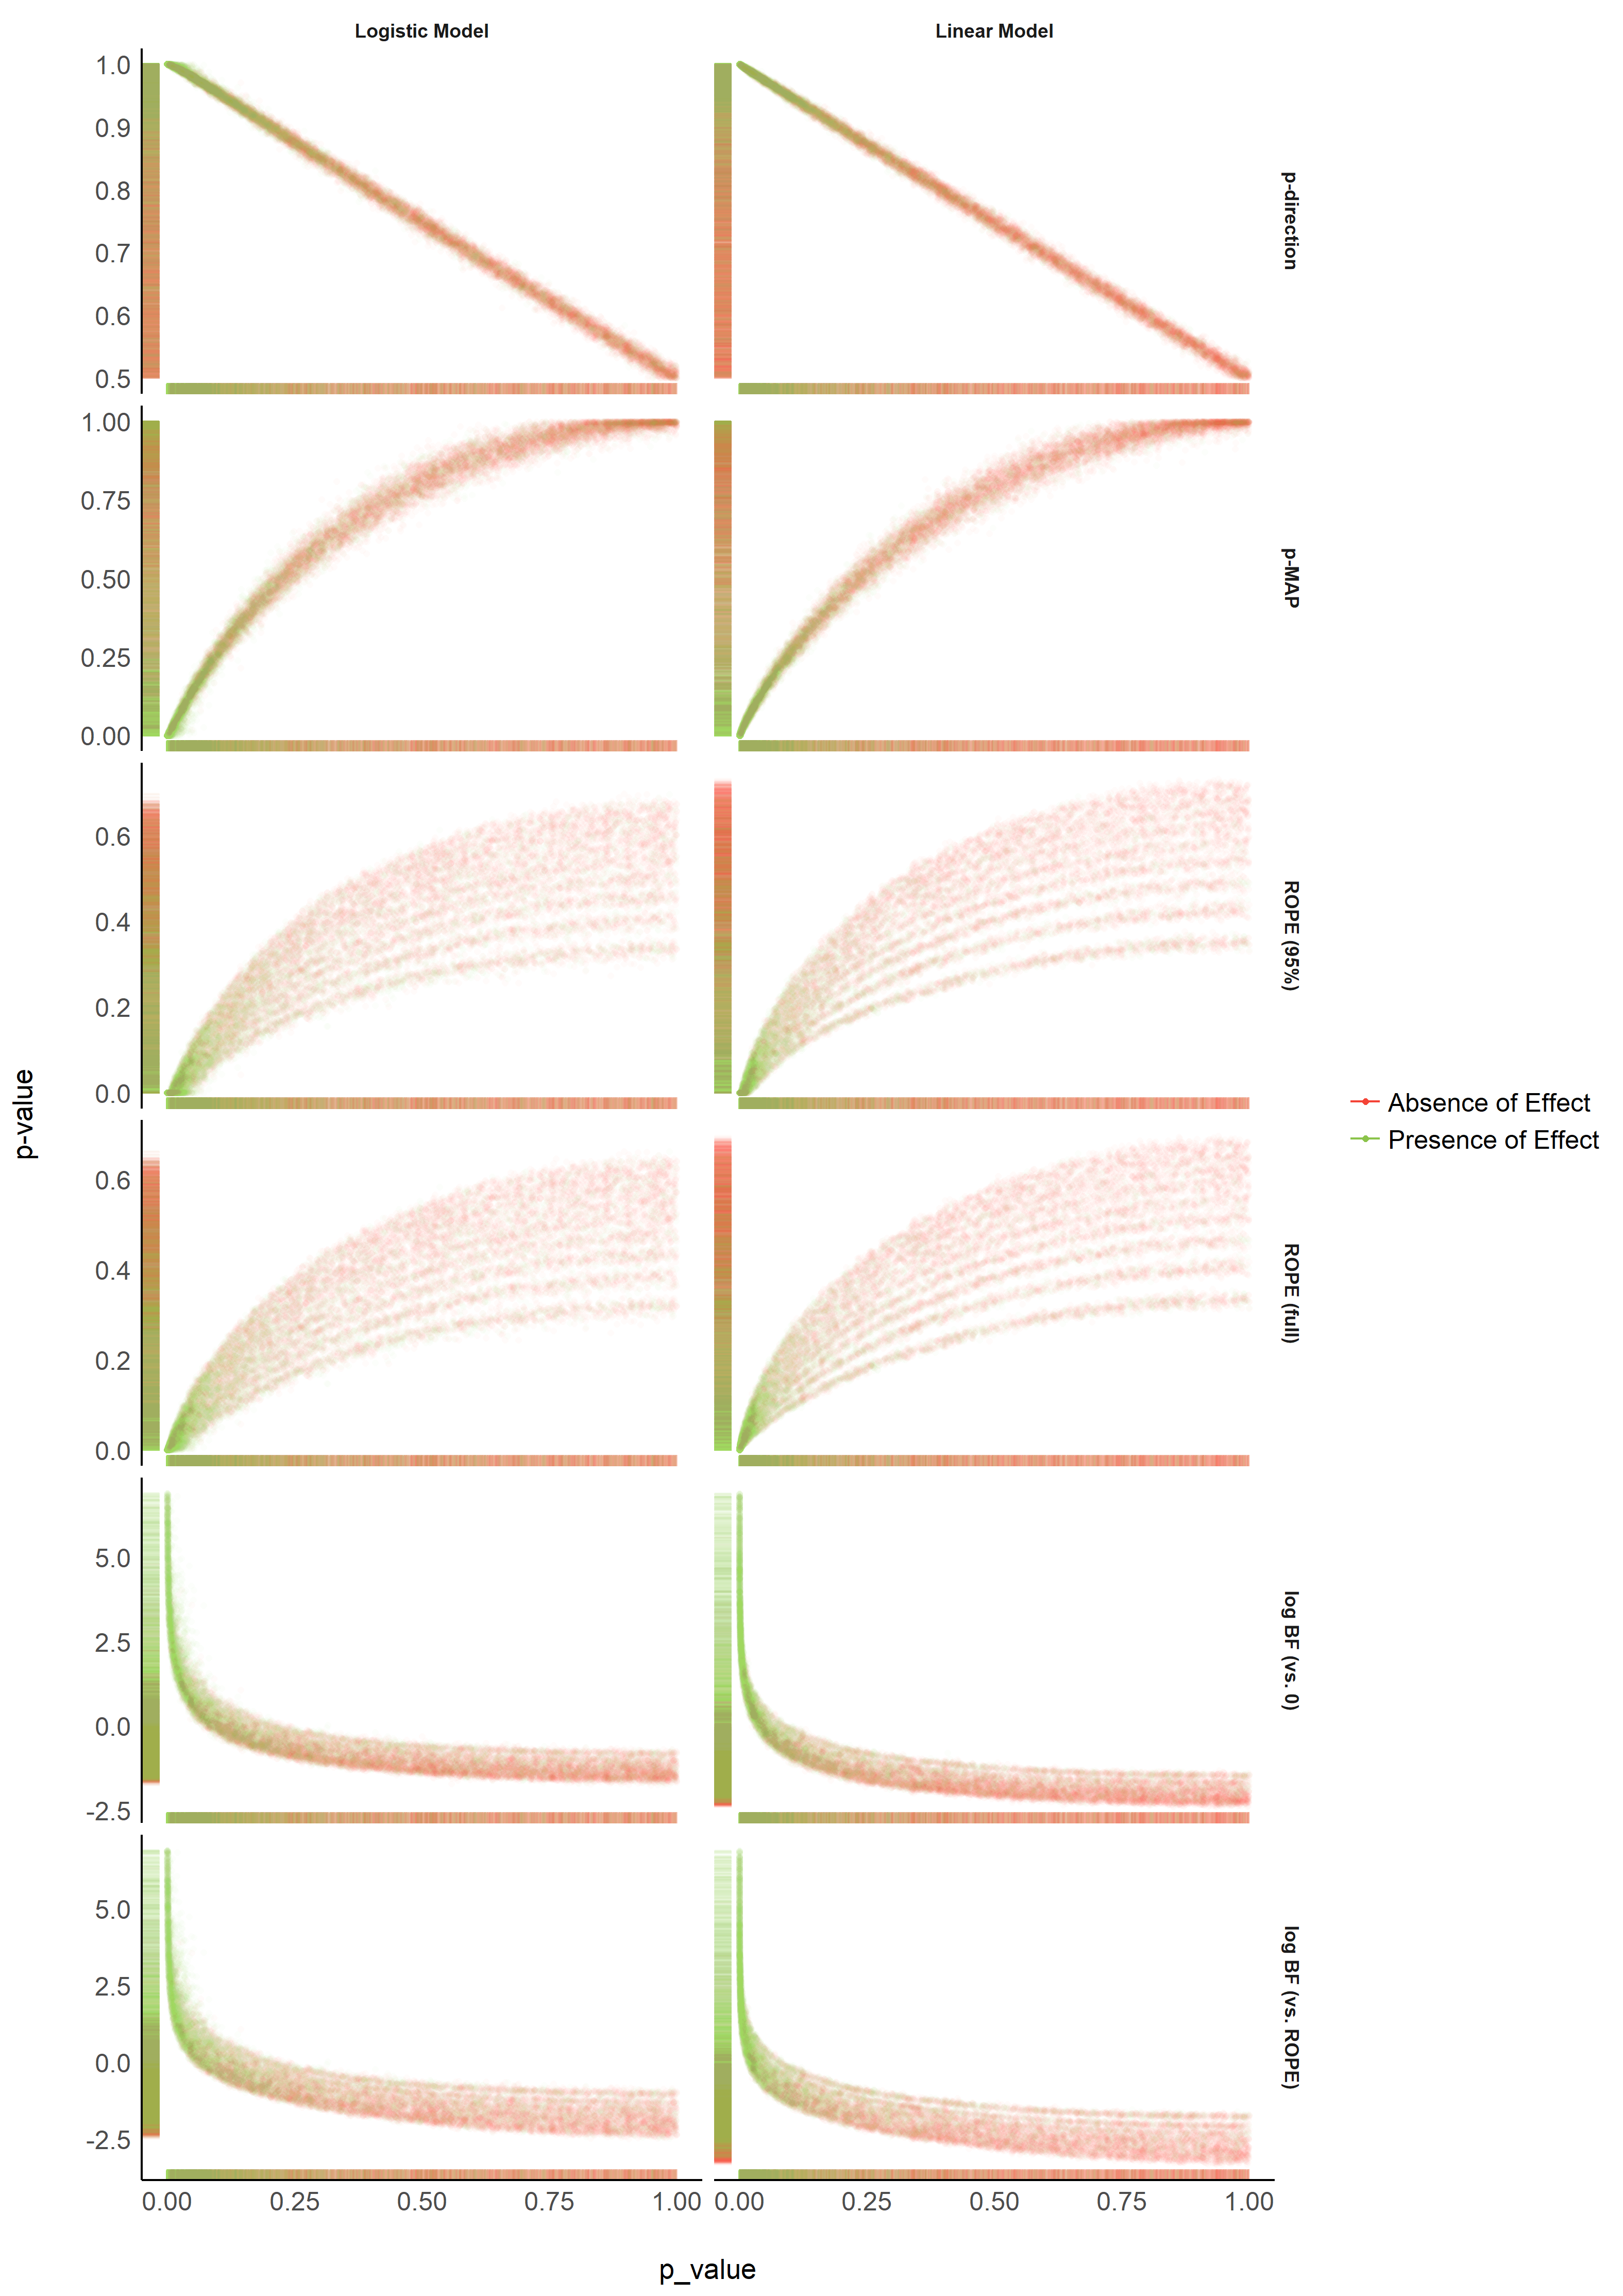 Logistic Model
Linear Model
1.0
0.9
0.8
0.7
0.6
0.5
p-direction
1.00
0.75
0.50
0.25
0.00
p-MAP
0.6
0.4
0.2
0.0
ROPE (95%)
0.6
0.4
0.2
0.0
ROPE (full)
5.0
2.5
0.0
-2.5
log BF (vs. 0)
5.0
2.5
0.0
-2.5
log BF (vs. ROPE)
0.00 0.25 0.50 0.75 1.00
0.00 0.25 0.50 0.75 1.00
p-value
p_value
Absence of Effect
Presence of Effect